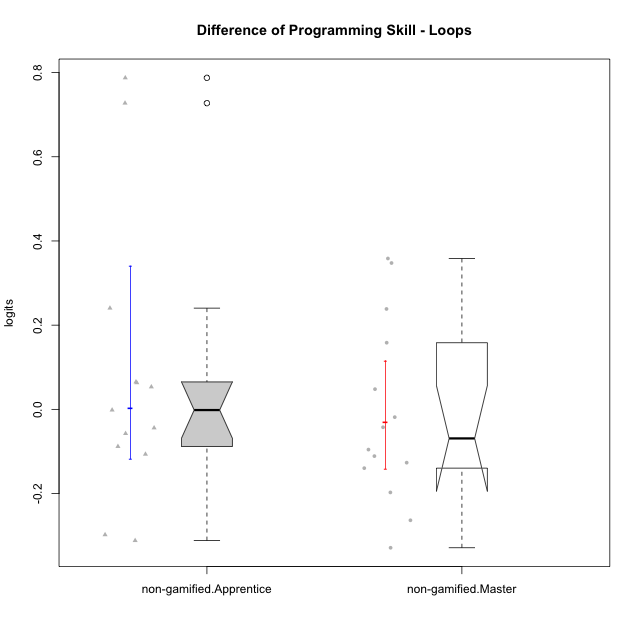 Difference of Programming Skill - Loops
logits
0.8
0.6
0.4
0.2
0.0
-0.2
non-gamified.Apprentice
non-gamified.Master